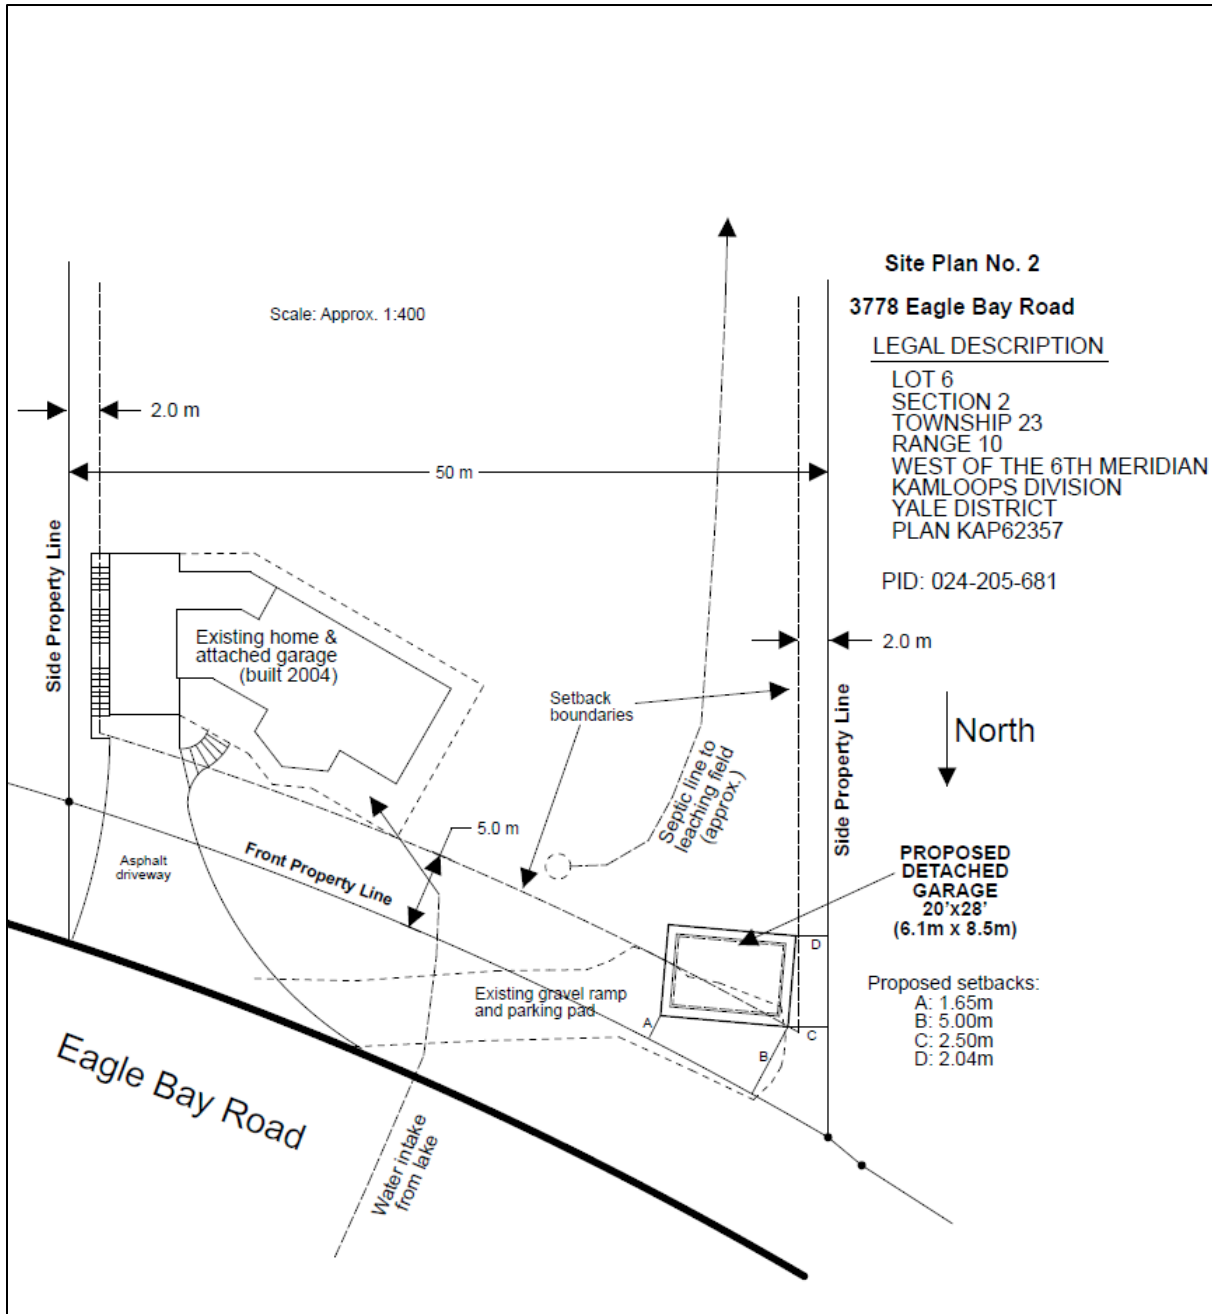 Site Plan No. 2
3778 Eagle Bay Road
LEGAL DESCRIPTION
LOT 6
SECTION 2
TOWNSHIP 23
RANGE 10
WEST OF THE 6TH MERIDIAN
KAMLOOPS DIVISION
YALE DISTRICT
PLAN KAP62357
PID: 024-205-681
Scale: Approx. 1:400
2.0 m
50 m
Side Property Line
Existing home &
attached garage
(built 2004)
2.0 m
Setback
boundaries
Side Property Line
North
Septic line to
leaching field
(approx.)
5.0 m
Front Property Line
Asphalt
driveway
PROPOSED
DETACHED
GARAGE
20'x28'
(6.1m x 8.5m)
D
Existing gravel ramp
and parking pad
A
B
C
Proposed setbacks:
A: 1.65m
B: 5.00m
C: 2.50m
D: 2.04m
Eagle Bay Road
Water intake
from lake